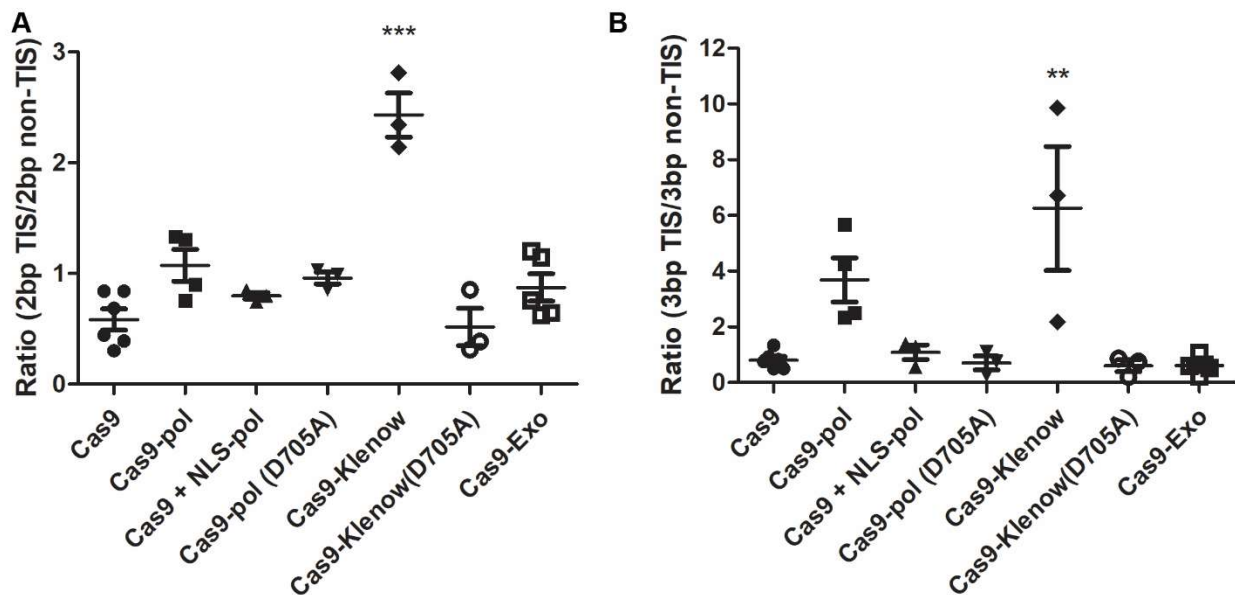 A
Ratio (2bp TIS/2bp non-TIS)
3
2
1
0
***
Cas9
Cas9-pol
Cas9 + NLS-pol
Cas9-pol (D705A)
Cas9-Klenow
Cas9-Klenow(D705A)
Cas9-Exo
B
Ratio (3bp TIS/3bp non-TIS)
12
10
8
6
4
2
0
**
Cas9
Cas9-pol
Cas9 + NLS-pol
Cas9-pol (D705A)
Cas9-Klenow
Cas9-Klenow(D705A)
Cas9-Exo